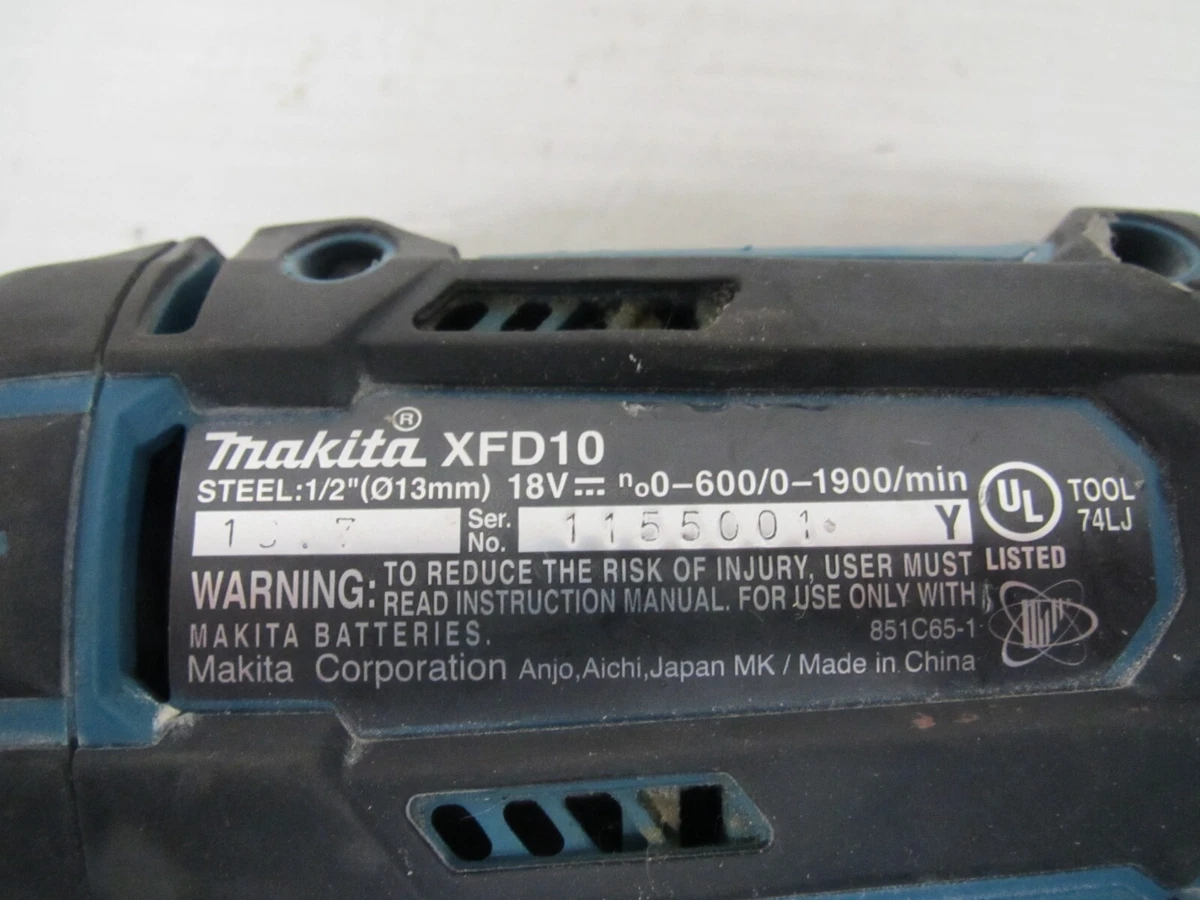 makita® XFD10
STEEL:1/2"(Ø13mm) 18V⎓ n₀0–600/0–1900/min
Ser. No. 1155001 Y
UL LISTED
TOOL
74LJ
WARNING: TO REDUCE THE RISK OF INJURY, USER MUST
READ INSTRUCTION MANUAL. FOR USE ONLY WITH
MAKITA BATTERIES.
851C65-1
Makita Corporation Anjo,Aichi,Japan MK / Made in China